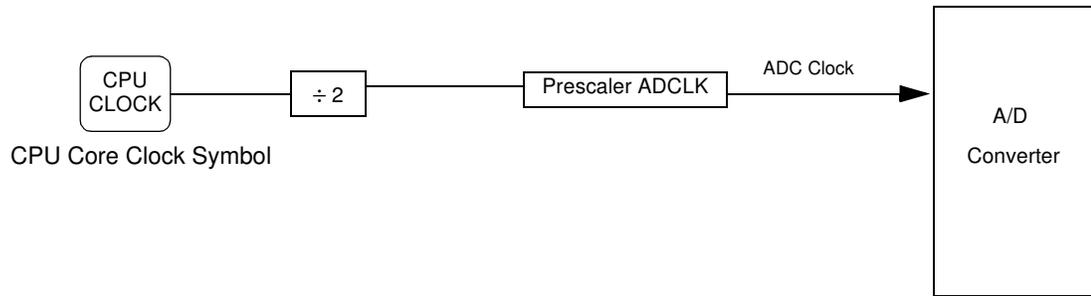 CPU
CLOCK
CPU Core Clock Symbol
÷ 2
Prescaler ADCLK
ADC Clock
A/D
Converter